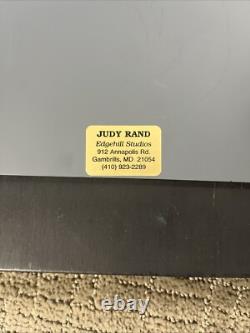 JUDY RAND
Edgehill Studios
912 Annapolis Rd.
Gambrills, MD 21054
(410) 923-2289